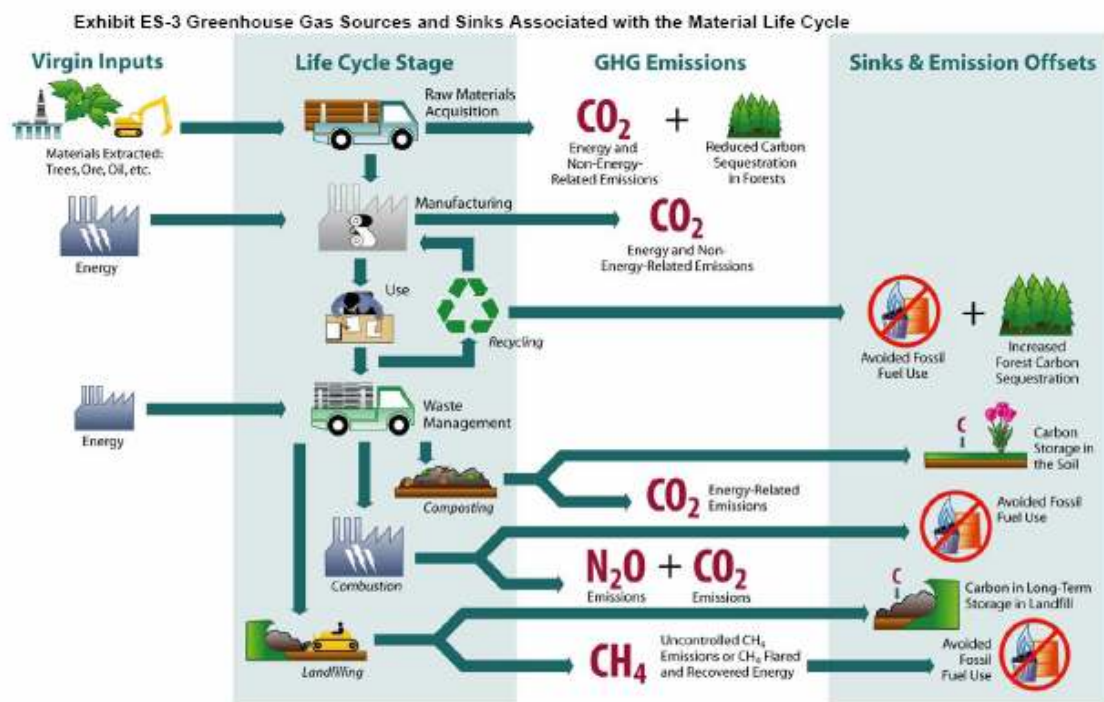 Exhibit ES-3 Greenhouse Gas Sources and Sinks Associated with the Material Life Cycle
Virgin Inputs
Life Cycle Stage
GHG Emissions
Sinks & Emission Offsets
Materials Extracted:
Trees, Ore, Oil, etc.
Raw Materials
Acquisition
CO₂
Energy and
Non-Energy-
Related Emissions
+
Reduced Carbon
Sequestration
in Forests
Energy
Manufacturing
CO₂
Energy and Non-
Energy-Related Emissions
Use
Recycling
Avoided Fossil
Fuel Use
+
Increased
Forest Carbon
Sequestration
Energy
Waste
Management
Composting
C
Carbon
Storage in
the Soil
CO₂
Energy-Related
Emissions
Combustion
Avoided Fossil
Fuel Use
N₂O + CO₂
Emissions Emissions
Landfilling
C
Carbon in Long-Term
Storage in Landfill
CH₄
Uncontrolled CH₄
Emissions or CH₄ Flared
and Recovered Energy
Avoided
Fossil
Fuel Use